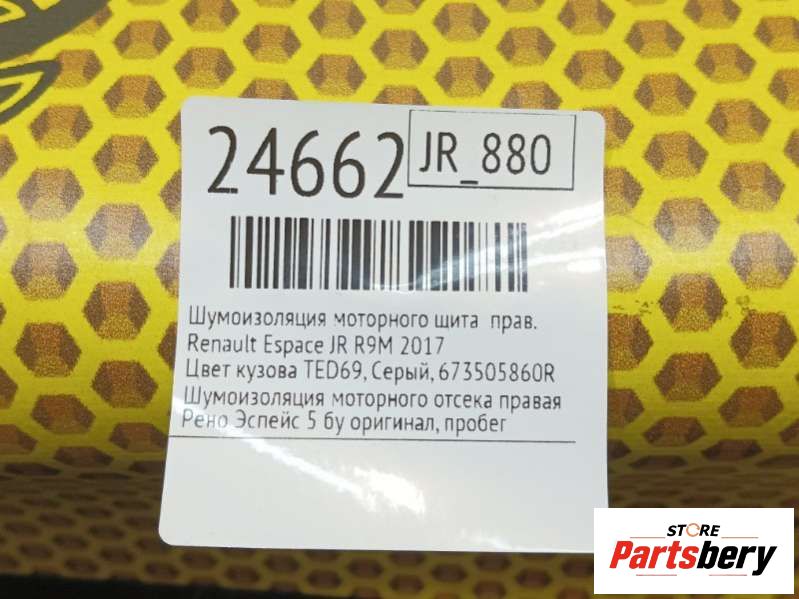 24662
JR_880
Шумоизоляция моторного щита прав.
Renault Espace JR R9M 2017
Цвет кузова TED69, Серый, 673505860R
Шумоизоляция моторного отсека правая
Рено Эспейс 5 бу оригинал, пробег
STORE
Partsbery